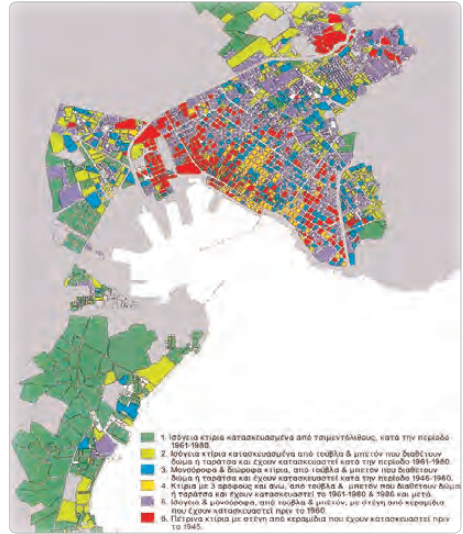 1. Ισόγεια κτίρια κατασκευασμένα από τσιμεντόλιθους, κατά την περίοδο
1961-1980.
2. Ισόγεια κτίρια κατασκευασμένα από τούβλα & μπετόν που διαθέτουν
δώμα ή ταράτσα και έχουν κατασκευαστεί κατά την περίοδο 1961-1980.
3. Μονόροφα & διώροφα κτίρια, από τούβλα & μπετόν που διαθέτουν
δώμα ή ταράτσα και έχουν κατασκευαστεί κατά την περίοδο 1946-1960.
4. Κτίρια με 3 ορόφους και άνω, από τούβλα & μπετόν που διαθέτουν δώμα
ή ταράτσα και έχουν κατασκευαστεί το 1961-1980 & 1986 και μετά.
5. Ισόγεια & μονόροφα, από τούβλα & μπετόν, με στέγη από κεραμίδια
που έχουν κατασκευαστεί πριν το 1960.
6. Πέτρινα κτίρια με στέγη από κεραμίδια που έχουν κατασκευαστεί πριν
το 1945.